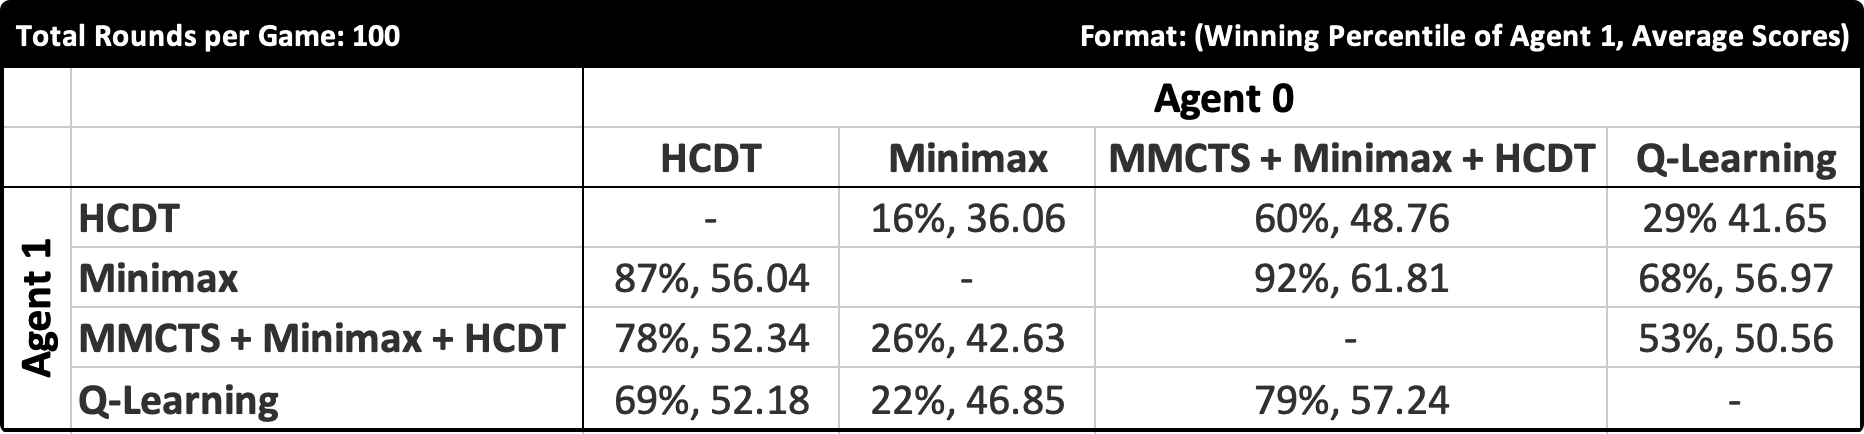 Total Rounds per Game: 100 Format: (Winning Percentile of Agent 1, Average Scores)
Agent 0
HCDT Minimax MMCTS + Minimax + HCDT Q-Learning
Agent 1
HCDT - 16%, 36.06 60%, 48.76 29% 41.65
Minimax 87%, 56.04 - 92%, 61.81 68%, 56.97
MMCTS + Minimax + HCDT 78%, 52.34 26%, 42.63 - 53%, 50.56
Q-Learning 69%, 52.18 22%, 46.85 79%, 57.24 -